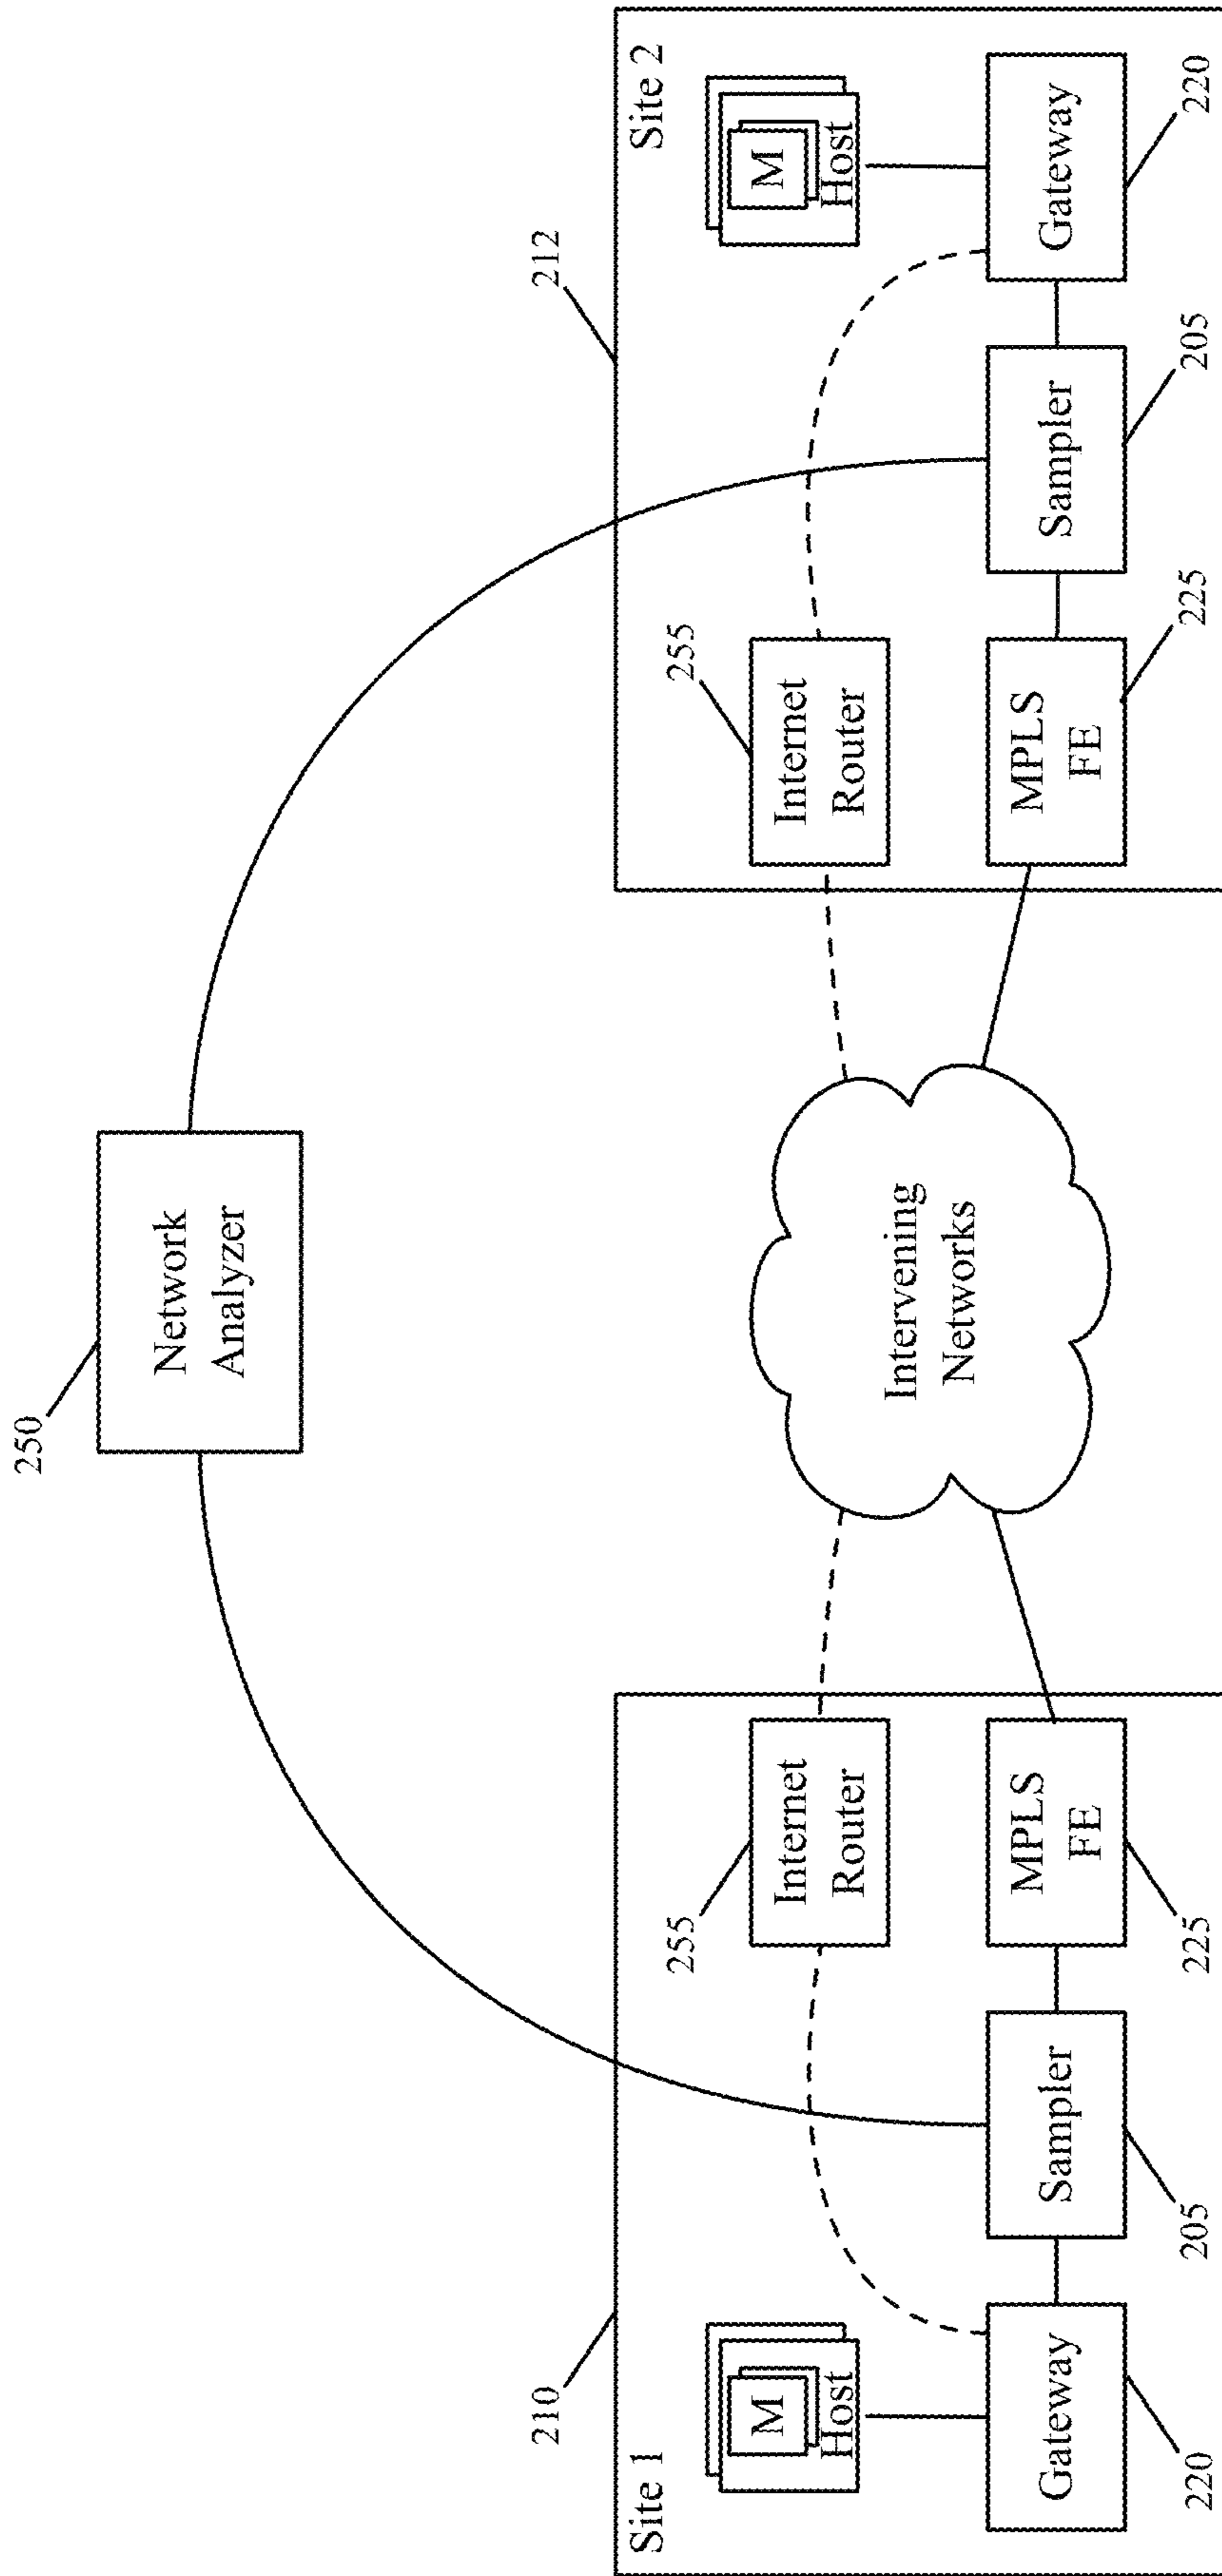 250
Network
Analyzer
210
212
Site 1
M
Host
255
Internet
Router
Gateway
220
Sampler
205
MPLS
FE
225
Intervening
Networks
255
Internet
Router
MPLS
FE
225
Sampler
205
Site 2
M
Host
Gateway
220